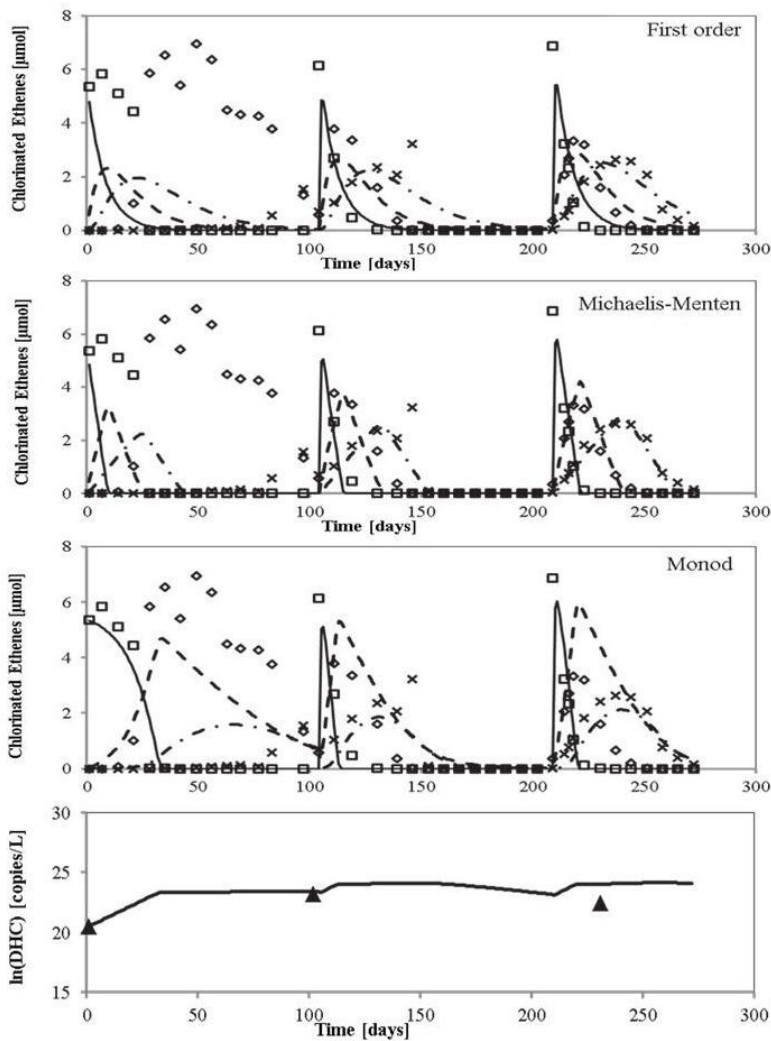 First order
Chlorinated Ethenes [µmol]
8
6
4
2
0
0 50 100 150 200 250 300
Time [days]
Michaelis-Menten
Chlorinated Ethenes [µmol]
8
6
4
2
0
0 50 100 150 200 250 300
Time [days]
Monod
Chlorinated Ethenes [µmol]
8
6
4
2
0
0 50 100 150 200 250 300
Time [days]
ln(DHC) [copies/L]
30
25
20
15
0 50 100 150 200 250 300
Time [days]